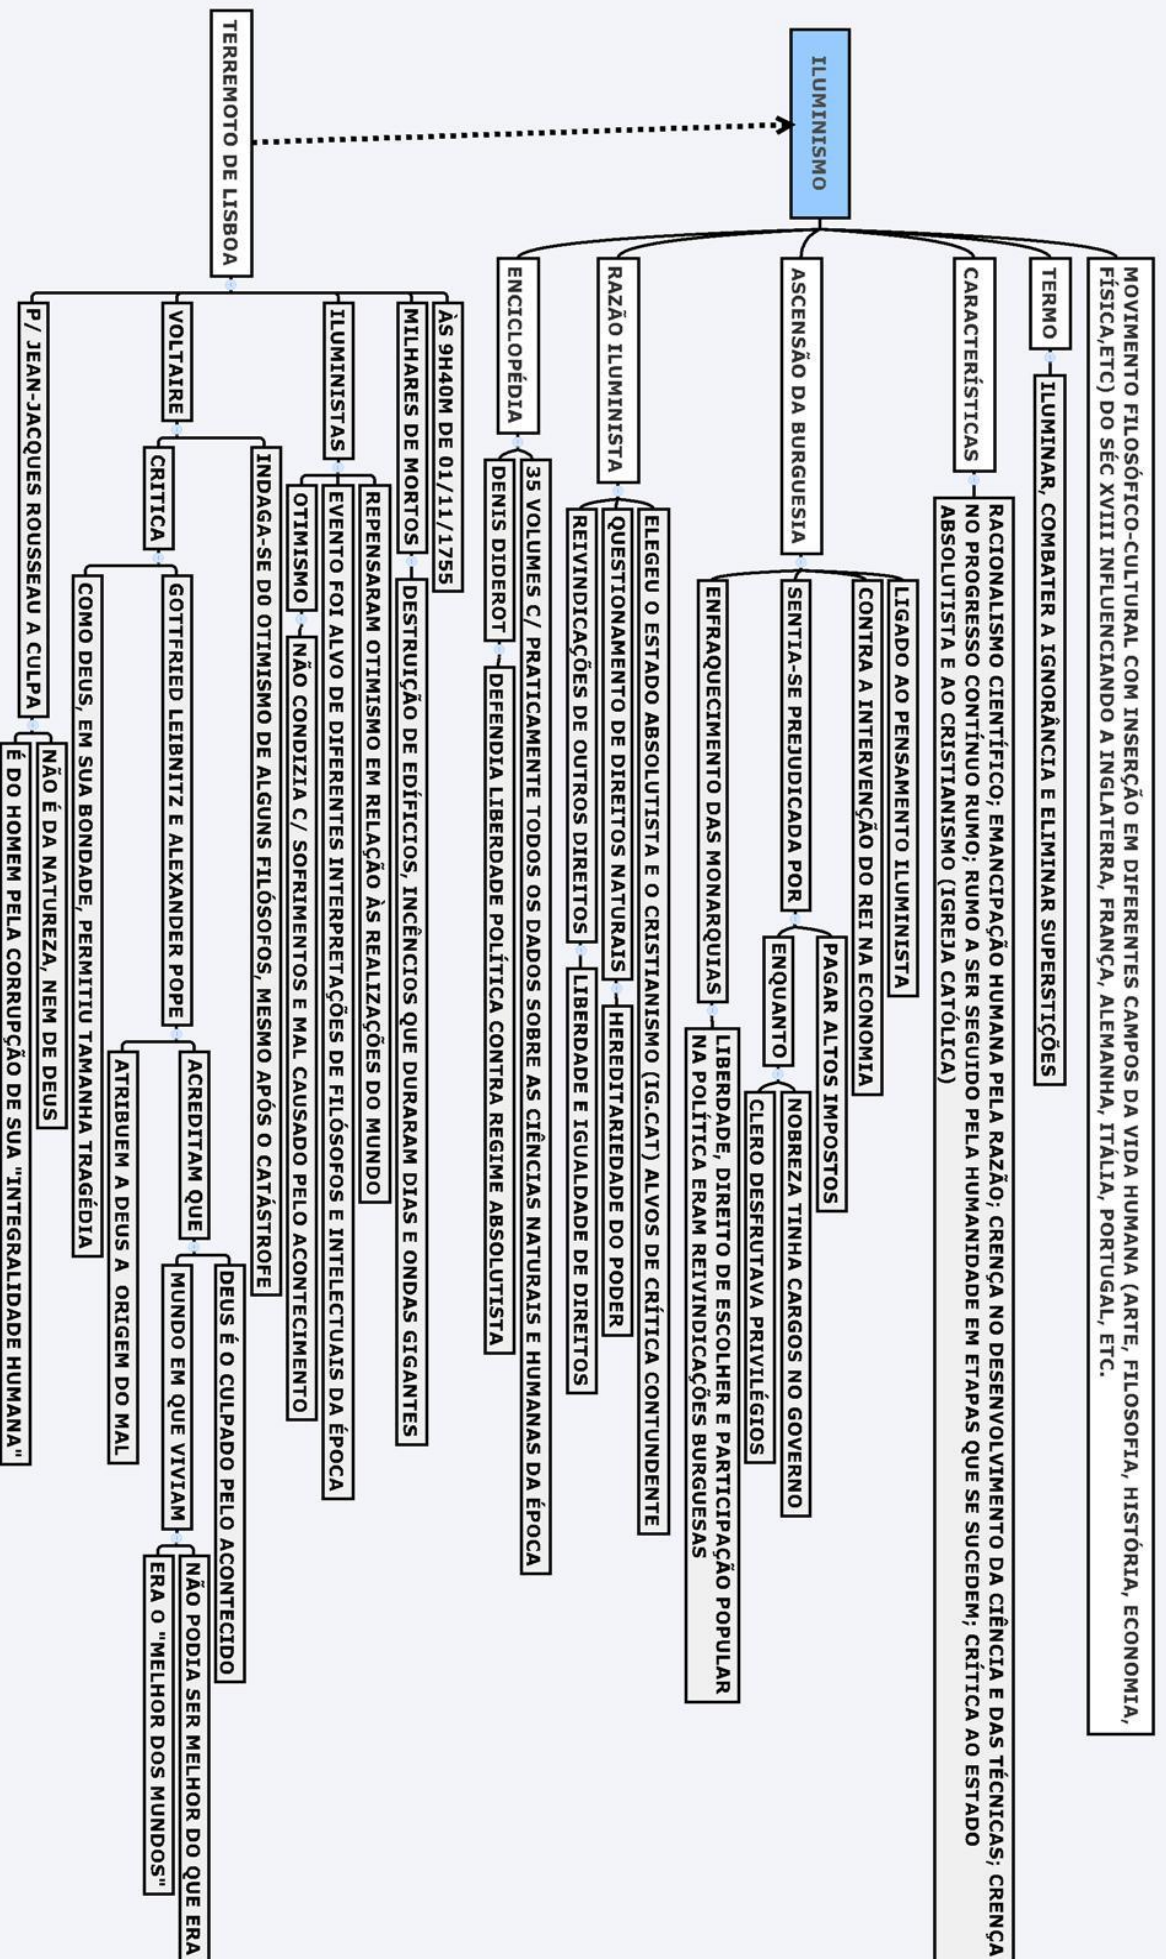 ILUMINISMO
MOVIMENTO FILOSÓFICO-CULTURAL COM INSERÇÃO EM DIFERENTES CAMPOS DA VIDA HUMANA (ARTE, FILOSOFIA, HISTÓRIA, ECONOMIA,
FÍSICA,ETC) DO SÉC XVIII INFLUENCIANDO A INGLATERRA, FRANÇA, ALEMANHA, ITÁLIA, PORTUGAL, ETC.
TERMO
ILUMINAR, COMBATER A IGNORÂNCIA E ELIMINAR SUPERSTIÇÕES
CARACTERÍSTICAS
RACIONALISMO CIENTÍFICO; EMANCIPAÇÃO HUMANA PELA RAZÃO; CRENÇA NO DESENVOLVIMENTO DA CIÊNCIA E DAS TÉCNICAS; CRENÇA
NO PROGRESSO CONTÍNUO RUMO; RUMO A SER SEGUIDO PELA HUMANIDADE EM ETAPAS QUE SE SUCEDEM; CRÍTICA AO ESTADO
ABSOLUTISTA E AO CRISTIANISMO (IGREJA CATÓLICA)
ASCENSÃO DA BURGUESIA
LIGADO AO PENSAMENTO ILUMINISTA
CONTRA A INTERVENÇÃO DO REI NA ECONOMIA
SENTIA-SE PREJUDICADA POR
PAGAR ALTOS IMPOSTOS
ENQUANTO
NOBREZA TINHA CARGOS NO GOVERNO
CLERO DESFRUTAVA PRIVILÉGIOS
ENFRAQUECIMENTO DAS MONARQUIAS
LIBERDADE, DIREITO DE ESCOLHER E PARTICIPAÇÃO POPULAR
NA POLÍTICA ERAM REIVINDICAÇÕES BURGUESAS
RAZÃO ILUMINISTA
ELEGEU O ESTADO ABSOLUTISTA E O CRISTIANISMO (IG.CAT) ALVOS DE CRÍTICA CONTUNDENTE
QUESTIONAMENTO DE DIREITOS NATURAIS
HEREDITARIEDADE DO PODER
REIVINDICAÇÕES DE OUTROS DIREITOS
LIBERDADE E IGUALDADE DE DIREITOS
ENCICLOPÉDIA
35 VOLUMES C/ PRATICAMENTE TODOS OS DADOS SOBRE AS CIÊNCIAS NATURAIS E HUMANAS DA ÉPOCA
DENIS DIDEROT
DEFENDIA LIBERDADE POLÍTICA CONTRA REGIME ABSOLUTISTA
TERREMOTO DE LISBOA
ÀS 9H40M DE 01/11/1755
MILHARES DE MORTOS
DESTRUIÇÃO DE EDÍFICIOS, INCÊNCIOS QUE DURARAM DIAS E ONDAS GIGANTES
ILUMINISTAS
REPENSARAM OTIMISMO EM RELAÇÃO ÀS REALIZAÇÕES DO MUNDO
EVENTO FOI ALVO DE DIFERENTES INTERPRETAÇÕES DE FILÓSOFOS E INTELECTUAIS DA ÉPOCA
OTIMISMO
NÃO CONDIZIA C/ SOFRIMENTOS E MAL CAUSADO PELO ACONTECIMENTO
VOLTAIRE
INDAGA-SE D0 OTIMISMO DE ALGUNS FILÓSOFOS, MESMO APÓS O CATÁSTROFE
CRITICA
GOTTFRIED LEIBNITZ E ALEXANDER POPE
ACREDITAM QUE
DEUS É O CULPADO PELO ACONTECIDO
MUNDO EM QUE VIVIAM
NÃO PODIA SER MELHOR DO QUE ERA
ERA O "MELHOR DOS MUNDOS"
ATRIBUEM A DEUS A ORIGEM DO MAL
COMO DEUS, EM SUA BONDADE, PERMITIU TAMANHA TRAGÉDIA
P/ JEAN-JACQUES ROUSSEAU A CULPA
NÃO É DA NATUREZA, NEM DE DEUS
É DO HOMEM PELA CORRUPÇÃO DE SUA "INTEGRALIDADE HUMANA"